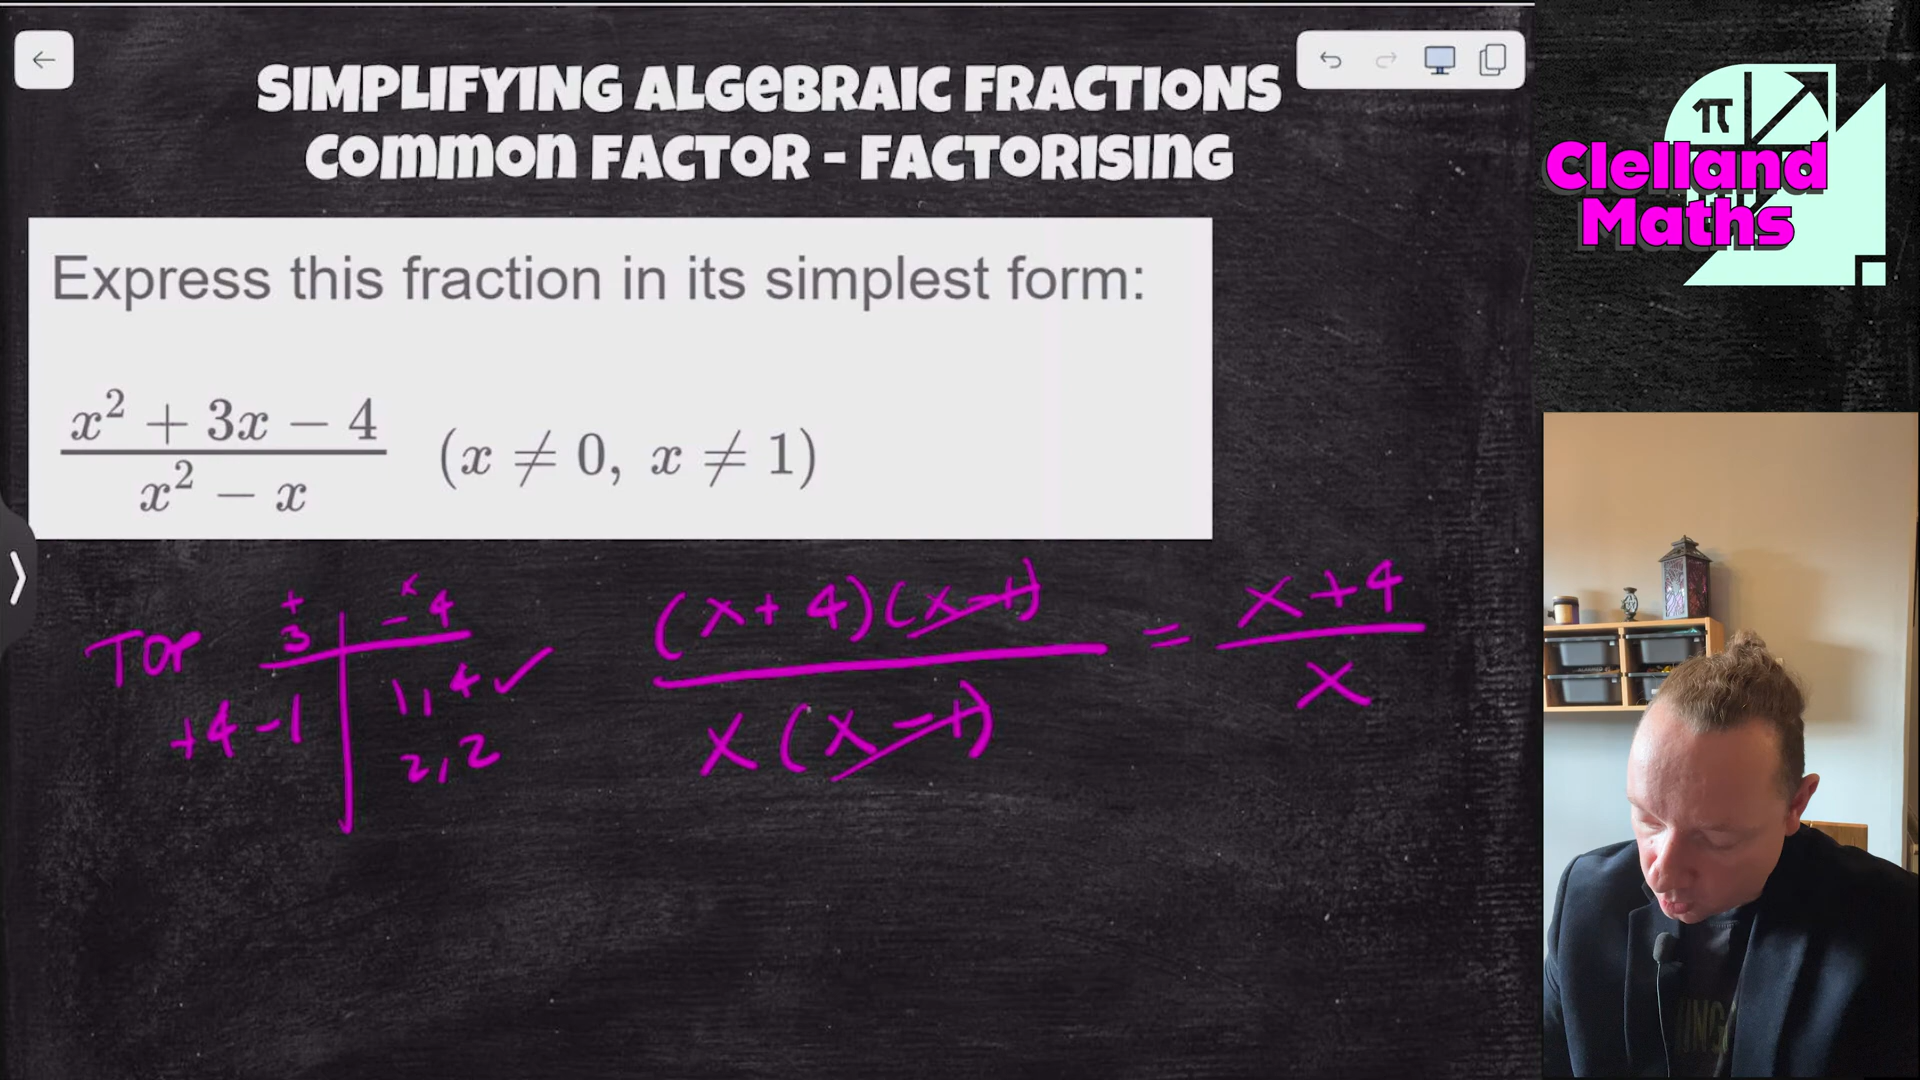 SIMPLIFYING ALGEBRAIC FRACTIONS
COMMON FACTOR - FACTORISING
π
Clelland
Maths
Express this fraction in its simplest form:
x² + 3x − 4
x² − x
(x ≠ 0, x ≠ 1)
Top
+ ×
3 -4
+4 -1
1, 4 ✓
2, 2
(x + 4)(x - 1)
x (x - 1)
=
x + 4
x